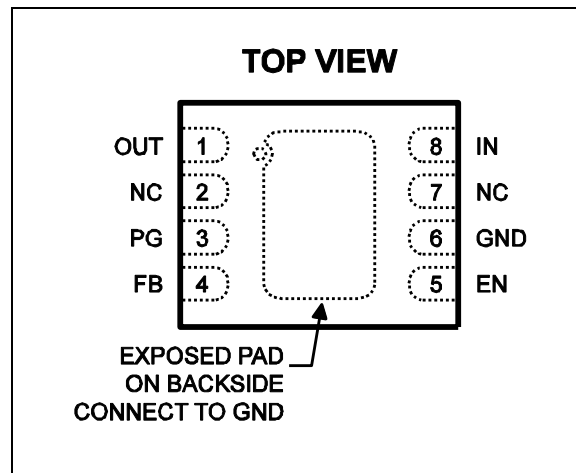 TOP VIEW
OUT 1 8 IN
NC 2 7 NC
PG 3 6 GND
FB 4 5 EN
EXPOSED PAD
ON BACKSIDE
CONNECT TO GND